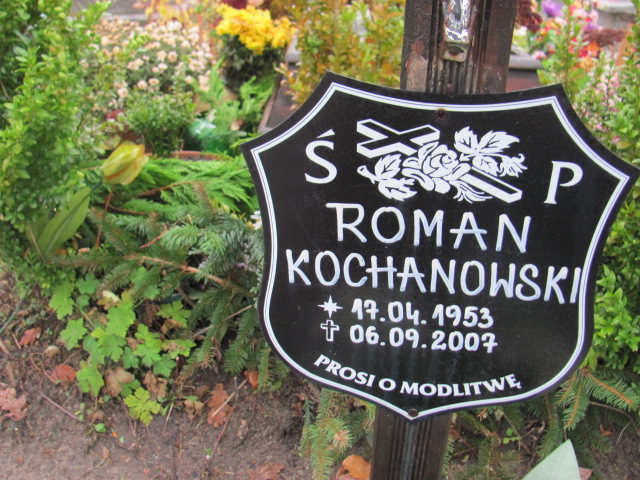 Ś P
ROMAN
KOCHANOWSKI
17.04.1953
06.09.2007
PROSI O MODLITWĘ